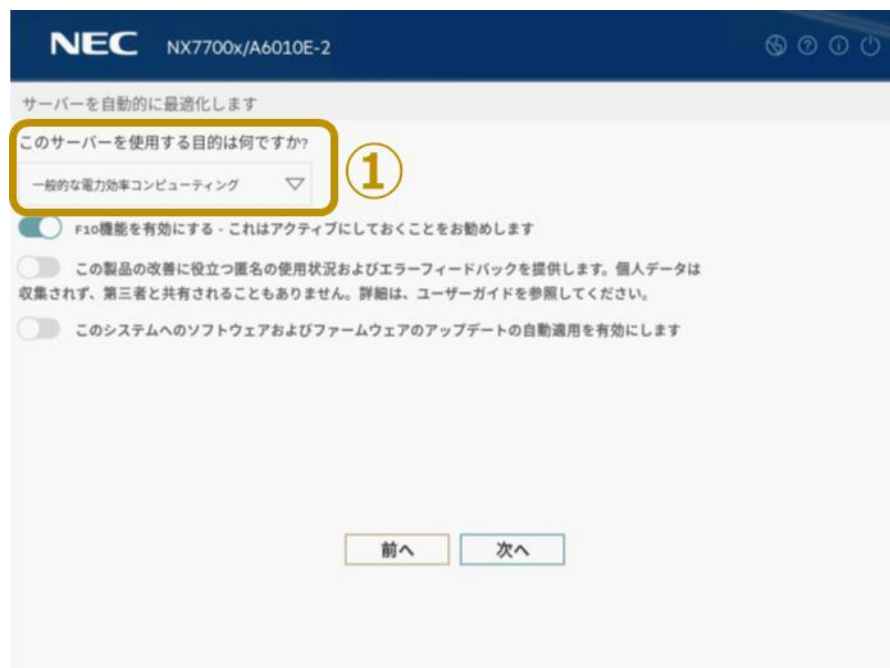 NEC NX7700x/A6010E-2
サーバーを自動的に最適化します
このサーバーを使用する目的は何ですか?
①
一般的な電力効率コンピューティング
F10機能を有効にする - これはアクティブにしておくことをお勧めします
この製品の改善に役立つ匿名の使用状況およびエラーフィードバックを提供します。個人データは
収集されず、第三者と共有されることもありません。詳細は、ユーザーガイドを参照してください。
このシステムへのソフトウェアおよびファームウェアのアップデートの自動適用を有効にします
前へ 次へ